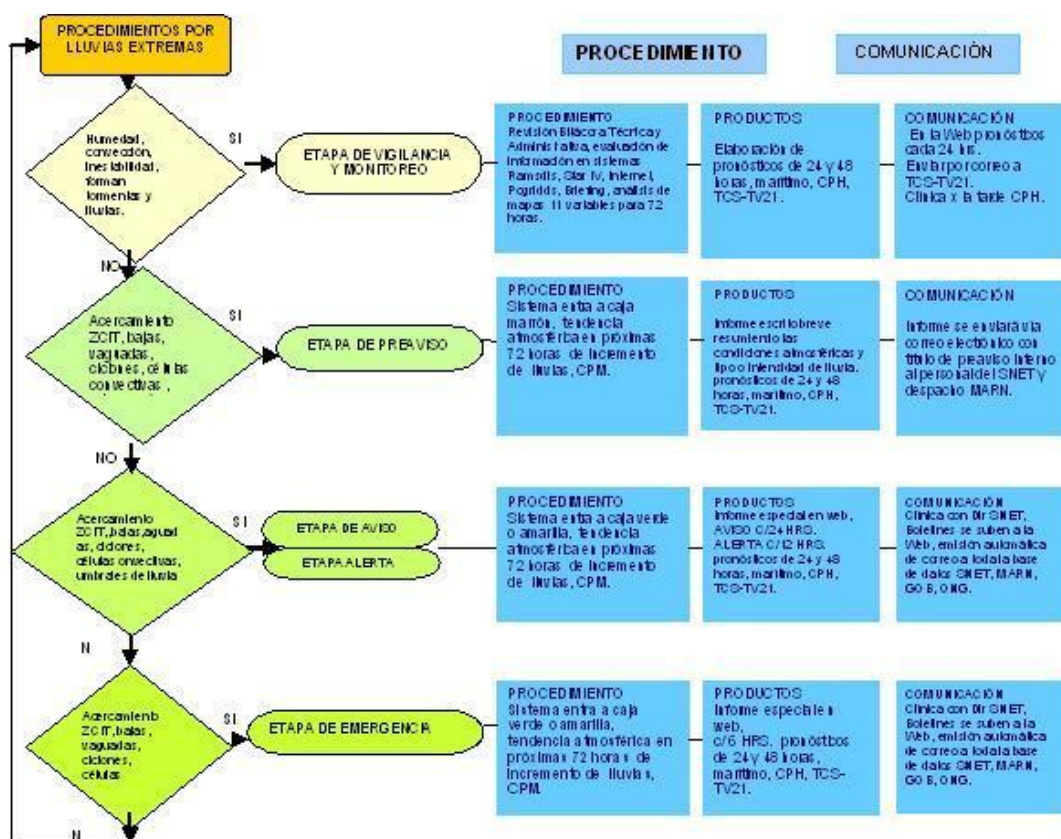 PROCEDIMIENTOS POR
LLUVIAS EXTREMAS
PROCEDIMIENTO
COMUNICACIÓN
Humedad,
convección,
inestabilidad,
forman
tormentas y
lluvias.
SI
ETAPA DE VIGILANCIA
Y MONITOREO
PROCEDIMIENTO
Revisión Bitácora Técnica y
Administrativa, evaluación de
información en sistemas
Star IV, Internet,
Briefing, análisis de
mapas 11 variables para 72
horas.
PRODUCTOS
Elaboración de
pronósticos de 24 y 48
horas, marítimo, CPH,
TCS-TV21.
COMUNICACIÓN
En la Web pronósticos
cada 24 hrs.
Enviar por correo a
TCS-TV21.
Clínica x la tarde CPH.
NO
Acercamiento
ZCIT, bajas,
vaguadas,
ciclones, células
convectivas ,
SI
ETAPA DE PREAVISO
PROCEDIMIENTO
Sistema entra a caja
marrón, tendencia
atmosférica en próximas
72 horas de incremento
de lluvias, CPM.
PRODUCTOS
Informe escrito breve
resumiento las
condiciones atmosféricas y
tipo e intensidad de lluvia.
pronósticos de 24 y 48
horas, marítimo, CPH,
TCS-TV21.
COMUNICACIÓN
Informe se enviará vía
correo electrónico con
título de preaviso interno
al personal del SNET y
despacho MARN.
NO
Acercamiento
ZCIT, bajas, aguad
as, ciclones,
células onvectivas,
umbrales de lluvia
SI
ETAPA DE AVISO
ETAPA ALERTA
PROCEDIMIENTO
Sistema entra a caja verde
o amarilla, tendencia
atmosférica en próximas
72 horas de incremento
de lluvias, CPM.
PRODUCTOS
Informe especial en web,
AVISO C/24 HRS.
ALERTA C/12 HRS.
pronósticos de 24 y 48
horas, marítimo, CPH,
TCS-TV21.
COMUNICACIÓN
Clínica con Dir SNET,
Boletines se suben a la
Web, emisión automática
de correo a toda la base
de datos SNET, MARN,
GOB, ONG.
N
Acercamiento
ZCIT, bajas,
vaguadas,
ciclones,
células
SI
ETAPA DE EMERGENCIA
PROCEDIMIENTO
Sistema entra a caja
verde o amarilla,
tendencia atmosférica en
próximas 72 horas de
incremento de lluvias,
CPM.
PRODUCTOS
Informe especial en
web,
c/6 HRS. pronósticos
de 24 y 48 horas,
marítimo, CPH, TCS-
TV21.
COMUNICACIÓN
Clínica con Dir SNET,
Boletines se suben a la
Web, emisión automática
de correo a toda la base
de datos SNET, MARN,
GOB, ONG.
N